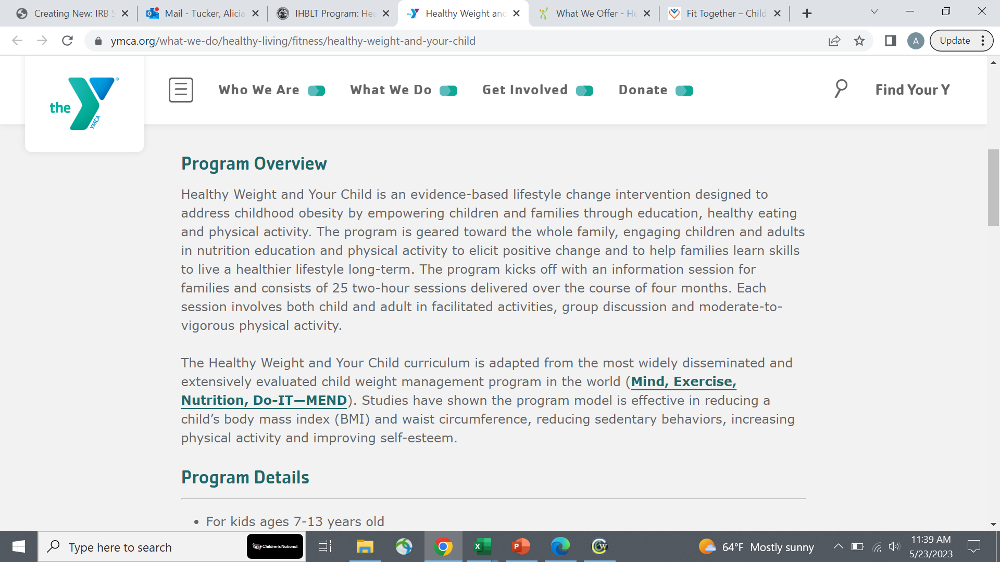 Creating New: IRB S
Mail - Tucker, Alicia
IHBLT Program: Hea
Healthy Weight and
What We Offer - He
Fit Together – Child
ymca.org/what-we-do/healthy-living/fitness/healthy-weight-and-your-child
A
Update
the
YMCA
®
Who We Are
What We Do
Get Involved
Donate
Find Your Y
Program Overview
Healthy Weight and Your Child is an evidence-based lifestyle change intervention designed to
address childhood obesity by empowering children and families through education, healthy eating
and physical activity. The program is geared toward the whole family, engaging children and adults
in nutrition education and physical activity to elicit positive change and to help families learn skills
to live a healthier lifestyle long-term. The program kicks off with an information session for
families and consists of 25 two-hour sessions delivered over the course of four months. Each
session involves both child and adult in facilitated activities, group discussion and moderate-to-
vigorous physical activity.
The Healthy Weight and Your Child curriculum is adapted from the most widely disseminated and
extensively evaluated child weight management program in the world (Mind, Exercise,
Nutrition, Do-IT—MEND). Studies have shown the program model is effective in reducing a
child’s body mass index (BMI) and waist circumference, reducing sedentary behaviors, increasing
physical activity and improving self-esteem.
Program Details
• For kids ages 7-13 years old
Type here to search
Children's National
64°F Mostly sunny
11:39 AM
5/23/2023